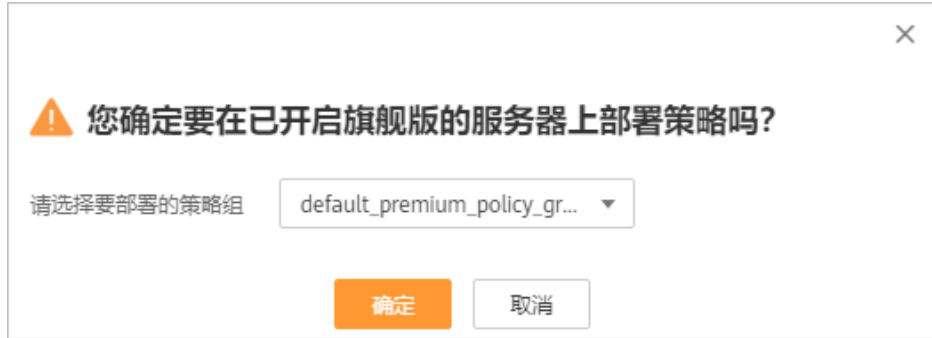 您确定要在已开启旗舰版的服务器上部署策略吗?
请选择要部署的策略组 default_premium_policy_gr...
确定 取消